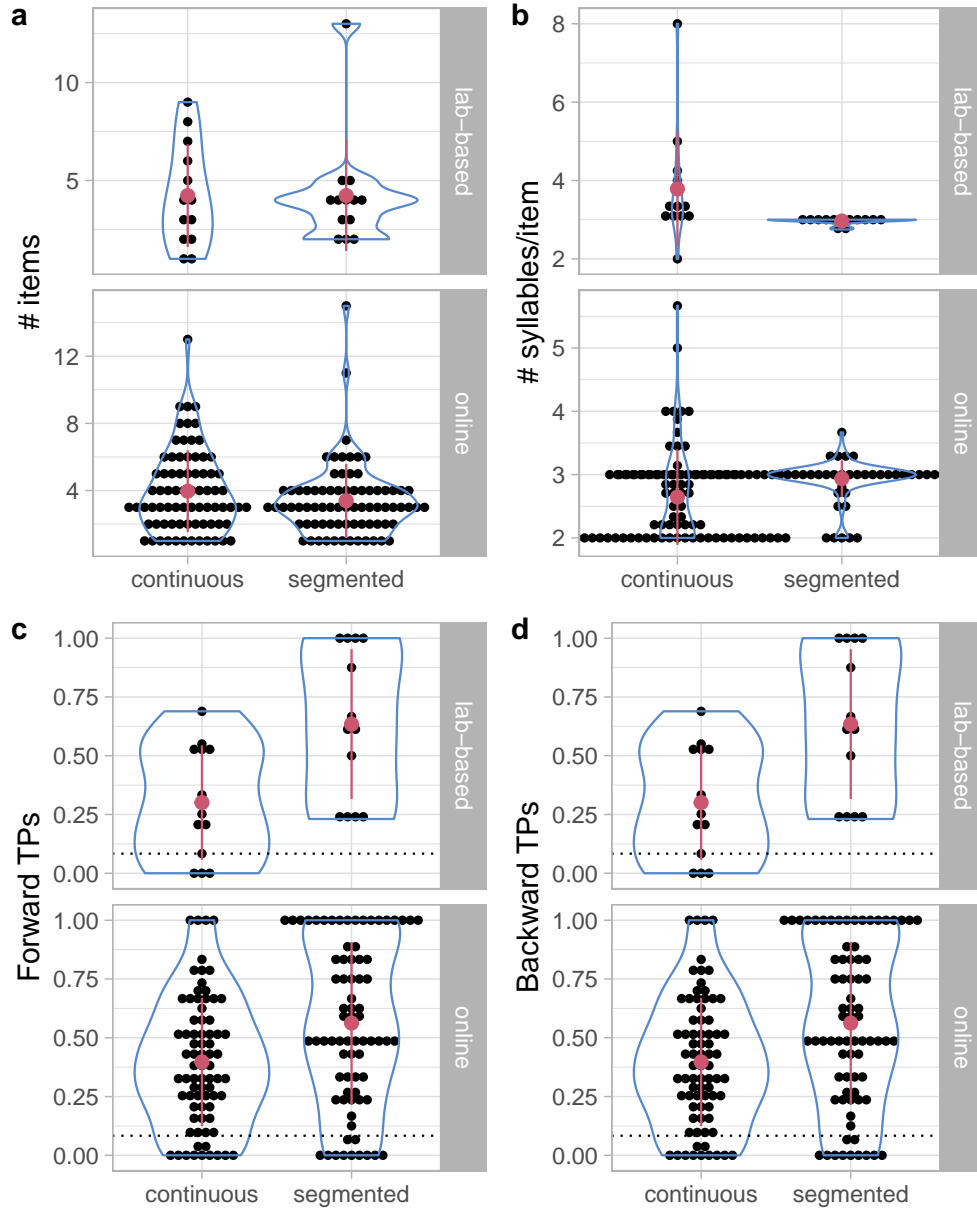 a
# items
10
5
lab−based
12
8
4
online
continuous segmented
b
# syllables/item
8
6
4
2
lab−based
5
4
3
2
online
continuous segmented
c
Forward TPs
1.00
0.75
0.50
0.25
0.00
lab−based
1.00
0.75
0.50
0.25
0.00
online
continuous segmented
d
Backward TPs
1.00
0.75
0.50
0.25
0.00
lab−based
1.00
0.75
0.50
0.25
0.00
online
continuous segmented